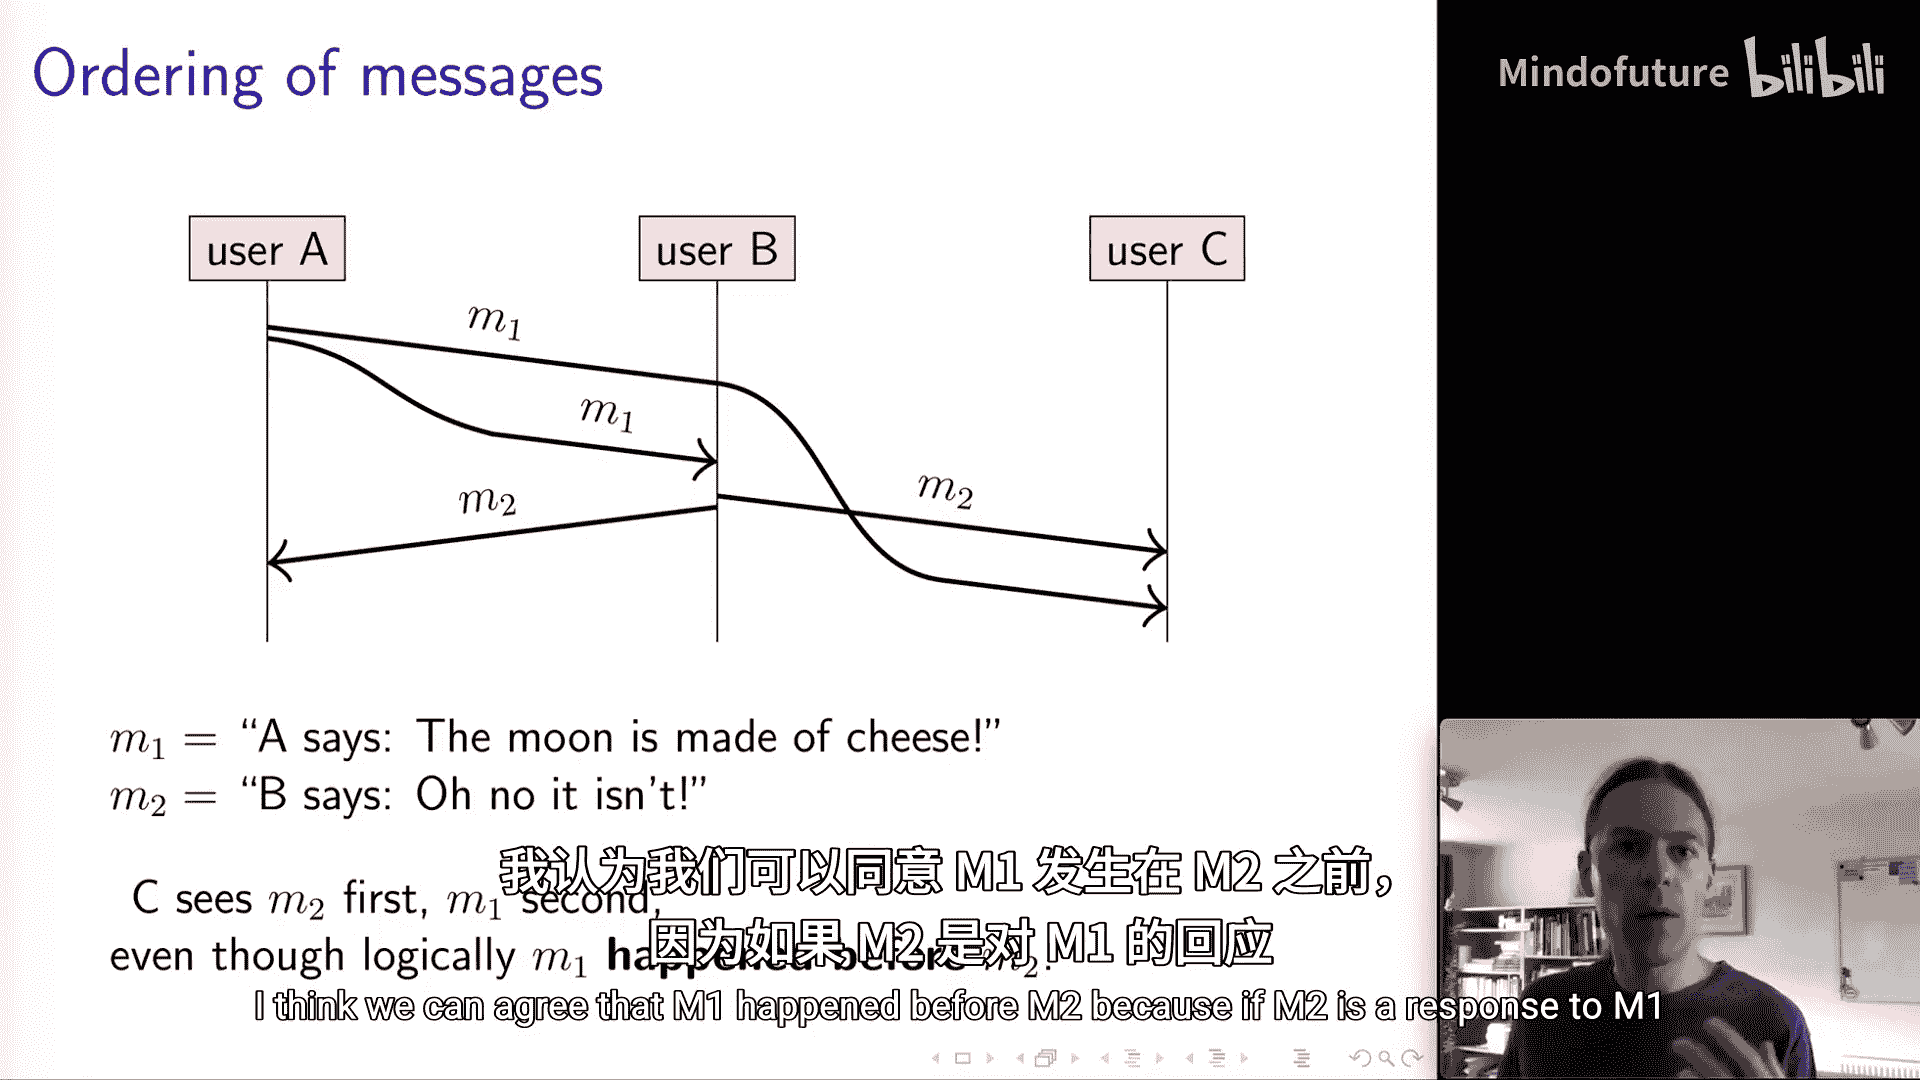 Ordering of messages
Mindofuture bilibili
user A
user B
user C
m₁
m₁
m₂
m₂
m₁ = “A says: The moon is made of cheese!”
m₂ = “B says: Oh no it isn’t!”
C sees m₂ first, m₁ second,
even though logically m₁ happened before m₂.
我认为我们可以同意 M1 发生在 M2 之前，
因为如果 M2 是对 M1 的回应
I think we can agree that M1 happened before M2 because if M2 is a response to M1